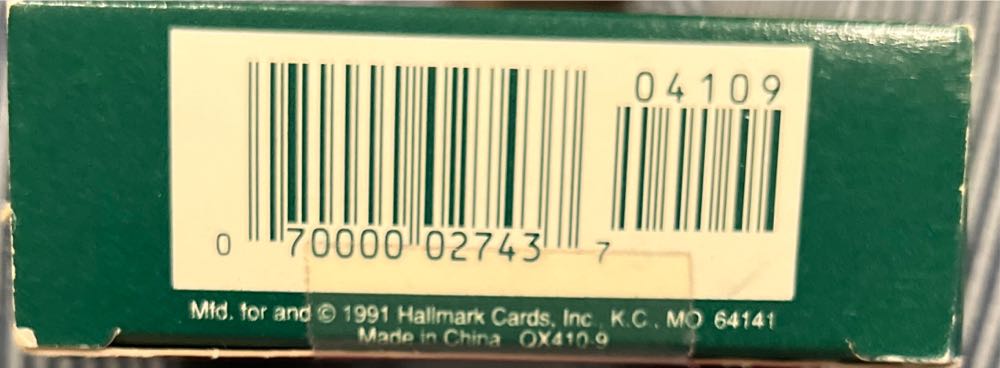 04109
0 70000 02743 7
Mfd. for and © 1991 Hallmark Cards, Inc., K.C., MO 64141
Made in China QX410-9